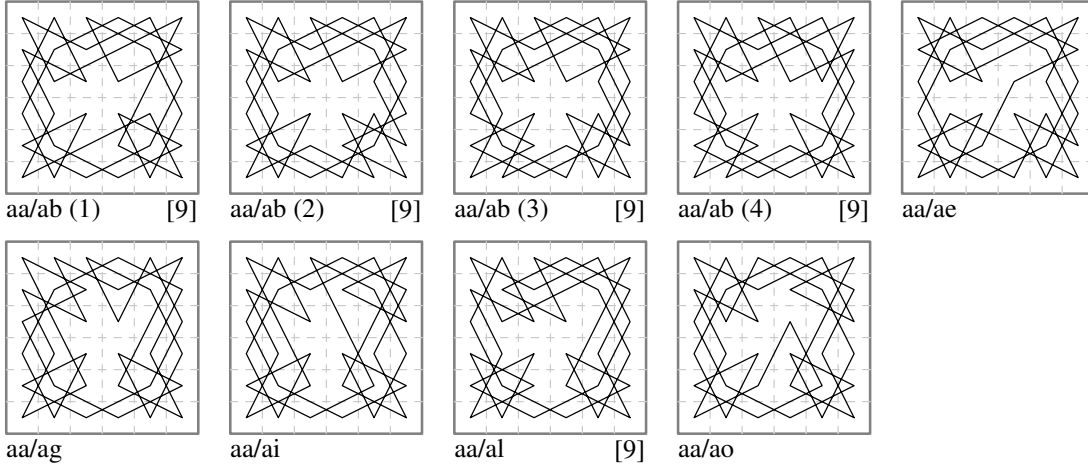 aa/ab (1) [9] aa/ab (2) [9] aa/ab (3) [9] aa/ab (4) [9] aa/ae
aa/ag aa/ai aa/al [9] aa/ao